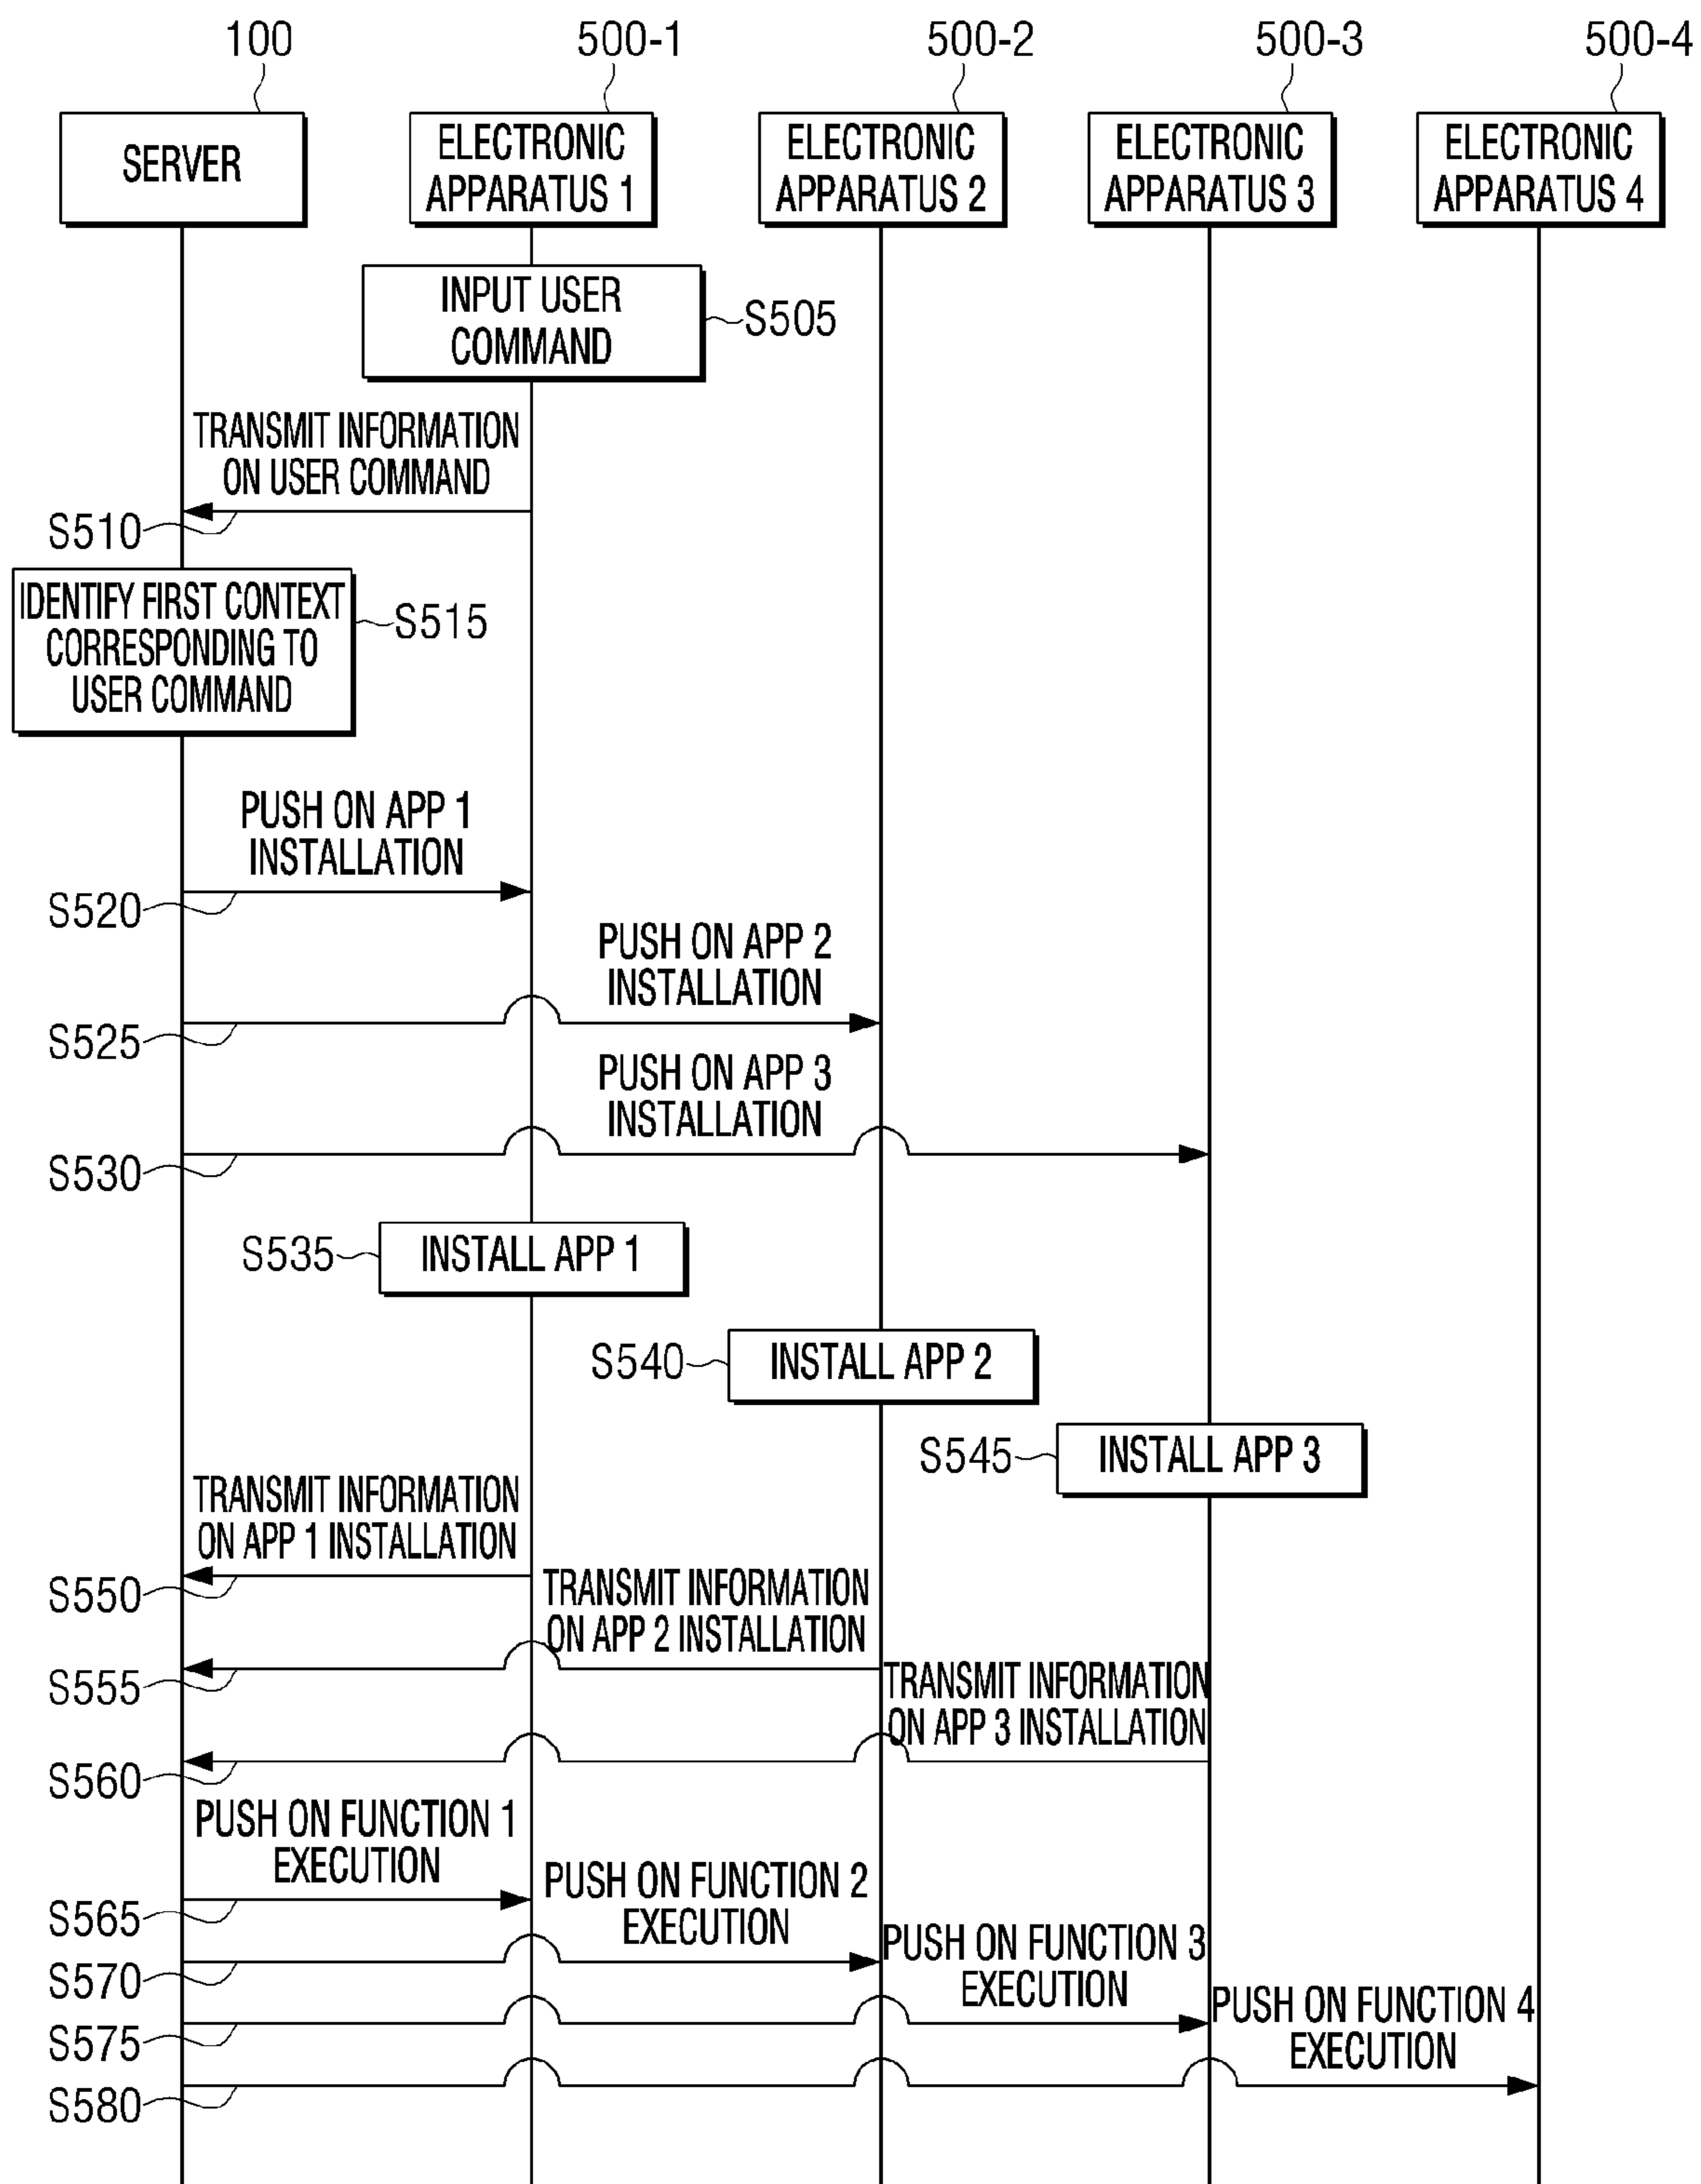 100
500-1
500-2
500-3
500-4
SERVER
ELECTRONIC
APPARATUS 1
ELECTRONIC
APPARATUS 2
ELECTRONIC
APPARATUS 3
ELECTRONIC
APPARATUS 4
INPUT USER
COMMAND
S505
TRANSMIT INFORMATION
ON USER COMMAND
S510
IDENTIFY FIRST CONTEXT
CORRESPONDING TO
USER COMMAND
S515
PUSH ON APP 1
INSTALLATION
S520
PUSH ON APP 2
INSTALLATION
S525
PUSH ON APP 3
INSTALLATION
S530
S535
INSTALL APP 1
S540
INSTALL APP 2
S545
INSTALL APP 3
TRANSMIT INFORMATION
ON APP 1 INSTALLATION
S550
TRANSMIT INFORMATION
ON APP 2 INSTALLATION
S555
TRANSMIT INFORMATION
ON APP 3 INSTALLATION
S560
PUSH ON FUNCTION 1
EXECUTION
S565
PUSH ON FUNCTION 2
EXECUTION
S570
PUSH ON FUNCTION 3
EXECUTION
S575
PUSH ON FUNCTION 4
EXECUTION
S580